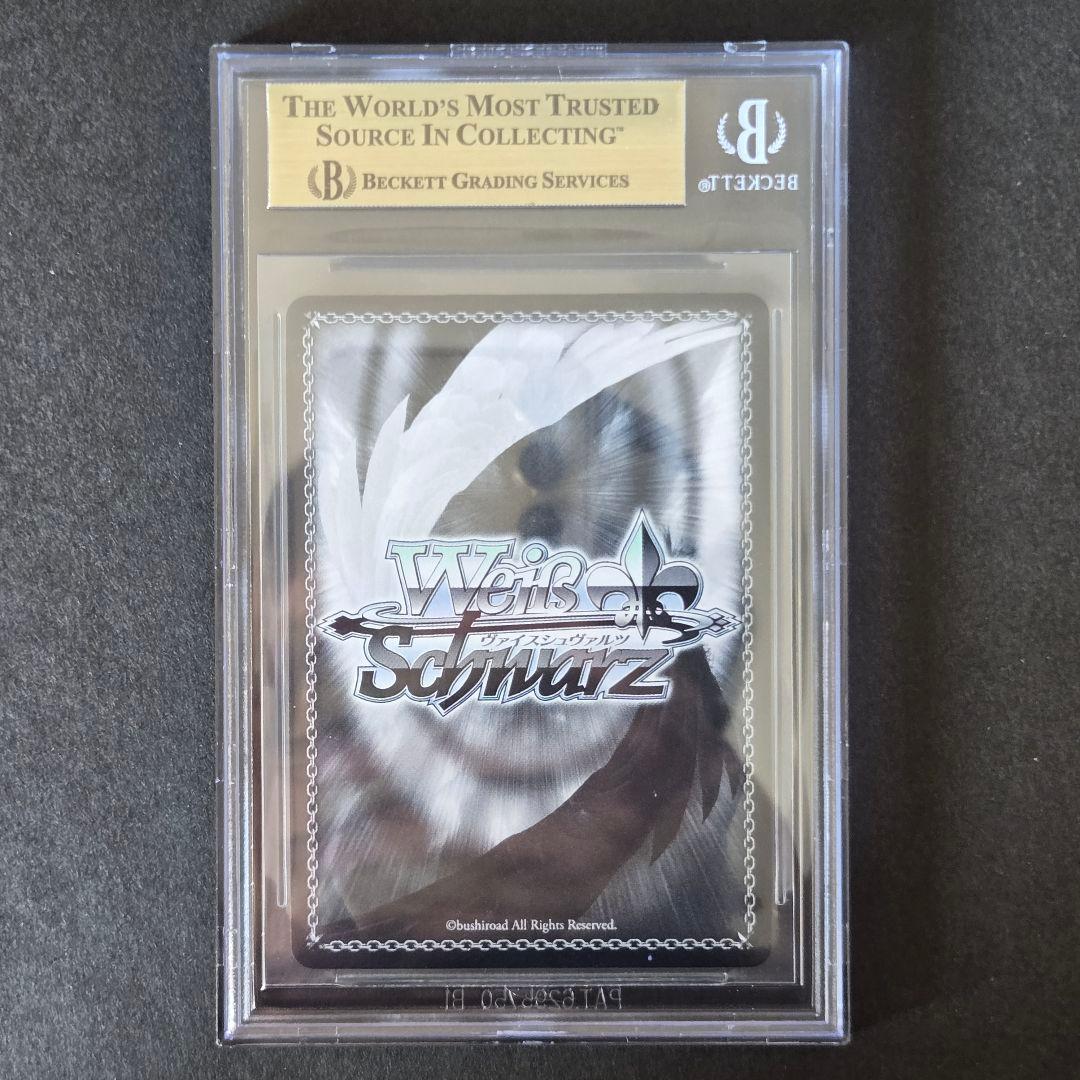 THE WORLD'S MOST TRUSTED
SOURCE IN COLLECTING™
B BECKETT GRADING SERVICES
B
BECKETT®
Weiß
ヴァイスシュヴァルツ
Schwarz
©bushiroad All Rights Reserved.